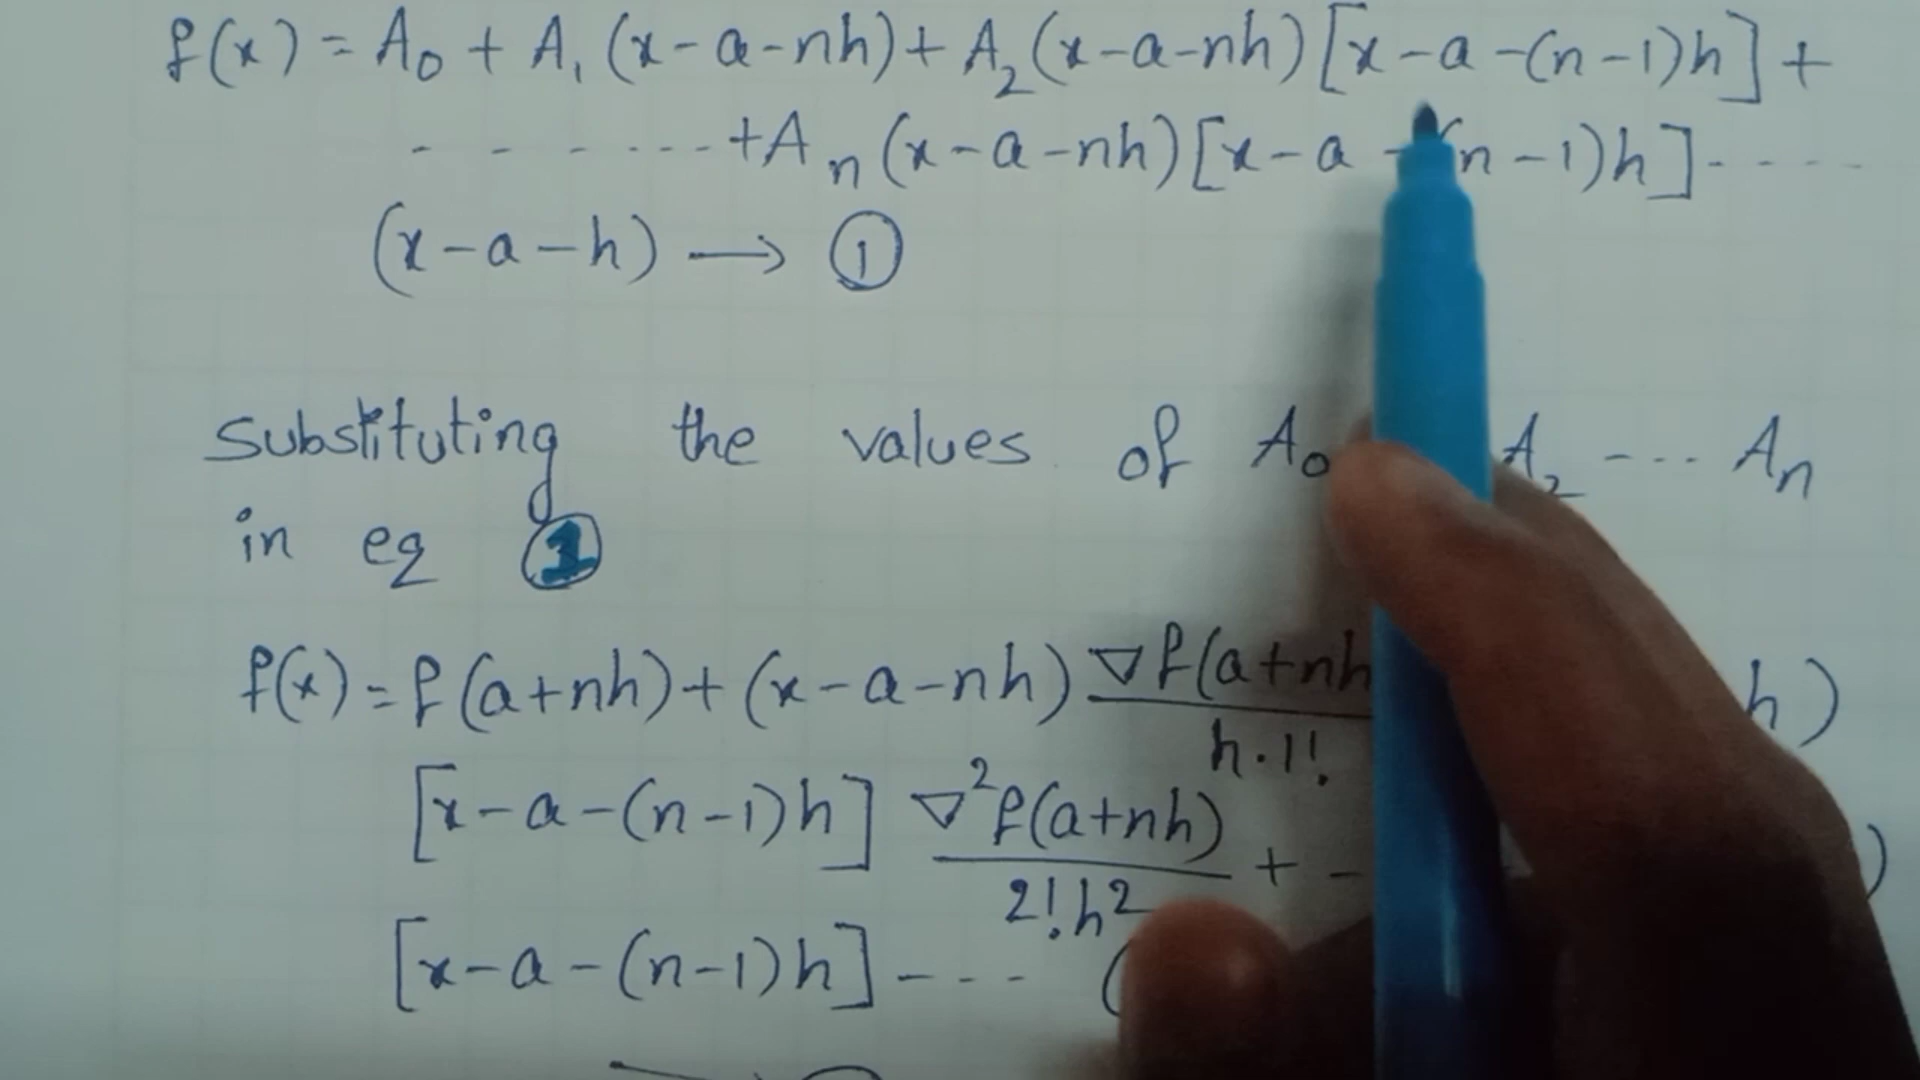 f(x) = A₀ + A₁ (x-a-nh) + A₂ (x-a-nh) [x-a-(n-1)h] +
- - - ---- +Aₙ (x-a-nh) [x-a-(n-1)h] - - - -
(x-a-h) → ①
Substituting the values of A₀ A₂ --- Aₙ
in eq ①
f(x) = f(a+nh) + (x-a-nh) ∇f(a+nh / h·1! h)
[x-a-(n-1)h] ∇²f(a+nh) / 2!h² + - )
[x-a-(n-1)h] - - - - (